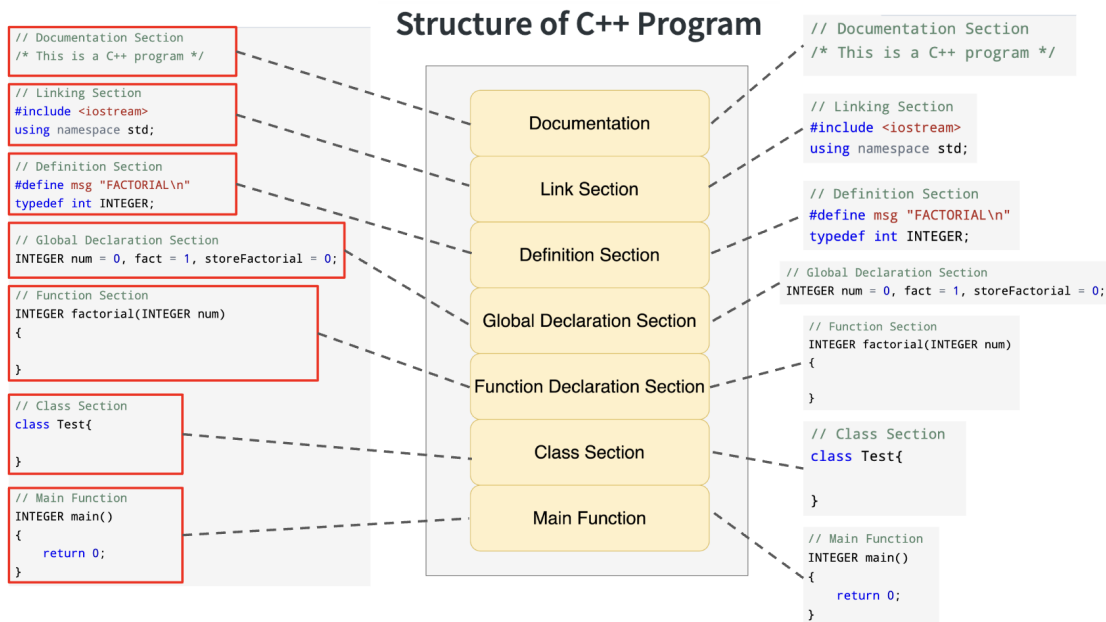 Structure of C++ Program
// Documentation Section
/* This is a C++ program */
// Linking Section
#include <iostream>
using namespace std;
// Definition Section
#define msg "FACTORIAL\n"
typedef int INTEGER;
// Global Declaration Section
INTEGER num = 0, fact = 1, storeFactorial = 0;
// Function Section
INTEGER factorial(INTEGER num)
{
}
// Class Section
class Test{
}
// Main Function
INTEGER main()
{
return 0;
}
Documentation
Link Section
Definition Section
Global Declaration Section
Function Declaration Section
Class Section
Main Function
// Documentation Section
/* This is a C++ program */
// Linking Section
#include <iostream>
using namespace std;
// Definition Section
#define msg "FACTORIAL\n"
typedef int INTEGER;
// Global Declaration Section
INTEGER num = 0, fact = 1, storeFactorial = 0;
// Function Section
INTEGER factorial(INTEGER num)
{
}
// Class Section
class Test{
}
// Main Function
INTEGER main()
{
return 0;
}